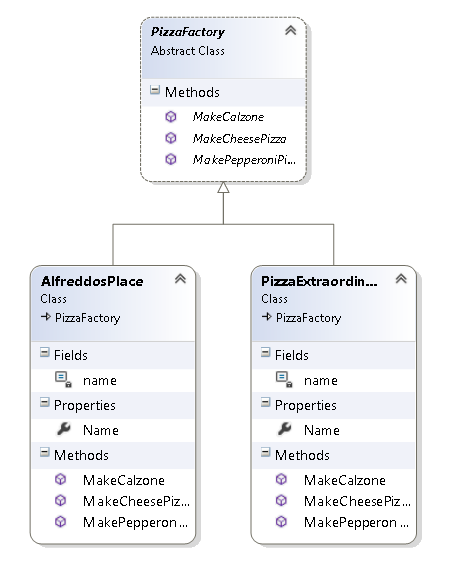 PizzaFactory
Abstract Class
Methods
MakeCalzone
MakeCheesePizza
MakePepperoniPi...
AlfreddosPlace
Class
PizzaFactory
Fields
name
Properties
Name
Methods
MakeCalzone
MakeCheesePiz...
MakePepperon ...
PizzaExtraordin...
Class
PizzaFactory
Fields
name
Properties
Name
Methods
MakeCalzone
MakeCheesePiz...
MakePepperon ...